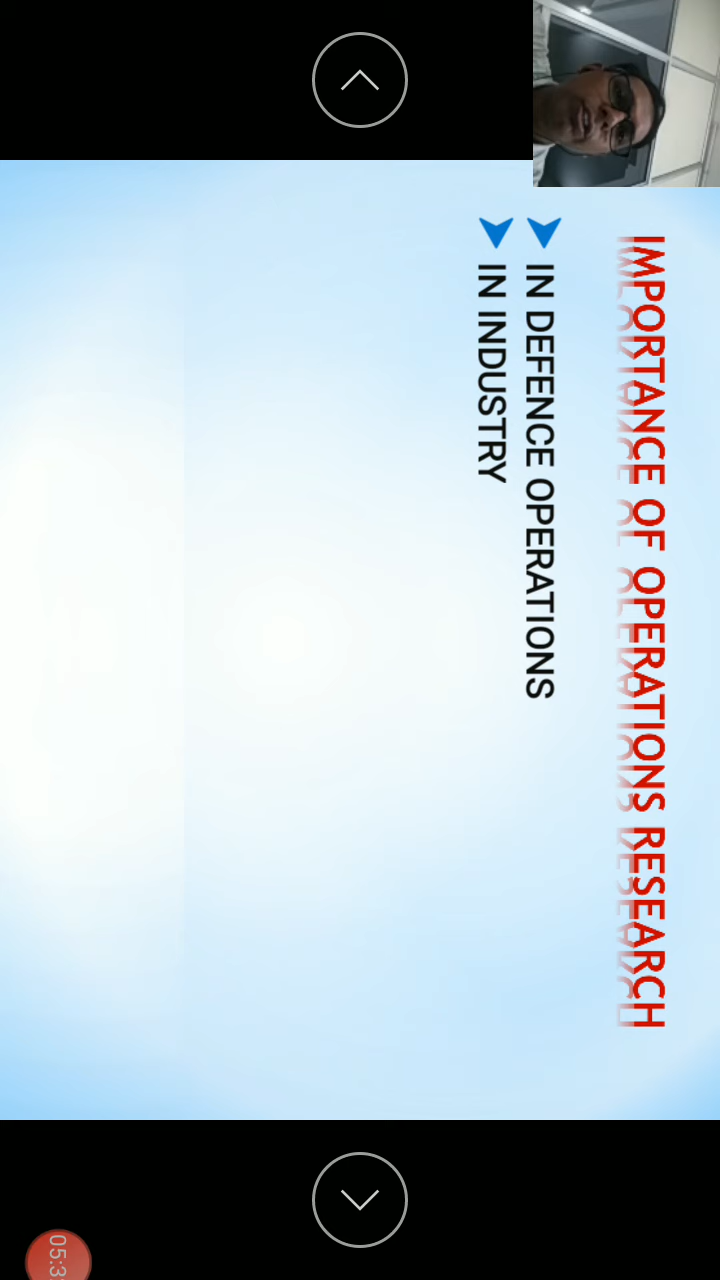 IMPORTANCE OF OPERATIONS RESEARCH
IN DEFENCE OPERATIONS
IN INDUSTRY